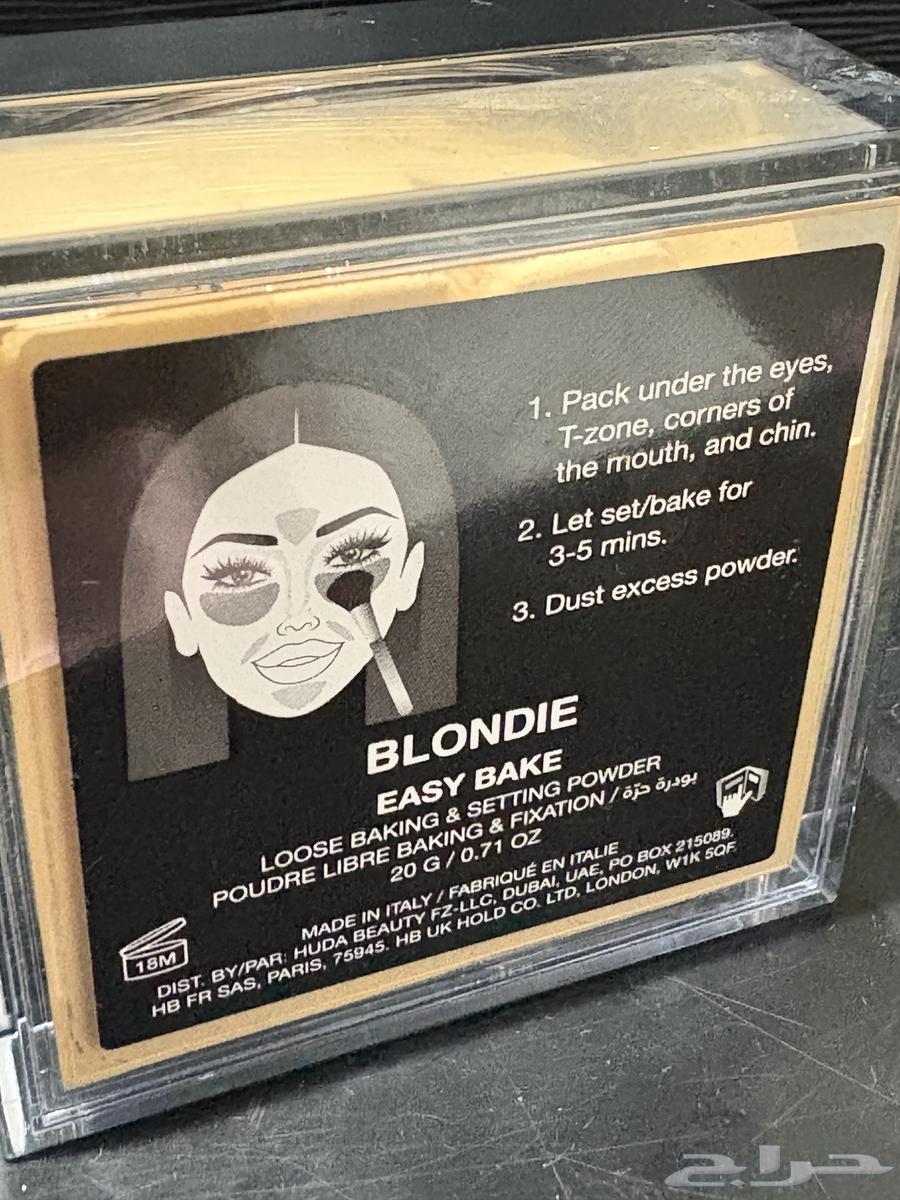 1. Pack under the eyes,
T-zone, corners of
the mouth, and chin.
2. Let set/bake for
3-5 mins.
3. Dust excess powder.
BLONDIE
EASY BAKE
LOOSE BAKING & SETTING POWDER
POUDRE LIBRE BAKING & FIXATION / بودرة حرّة
20 G / 0.71 OZ
MADE IN ITALY / FABRIQUÉ EN ITALIE
DIST. BY/PAR: HUDA BEAUTY FZ-LLC, DUBAI, UAE, PO BOX 215089.
HB FR SAS, PARIS, 75945. HB UK HOLD CO. LTD, LONDON, W1K 5QF
18M
حراج